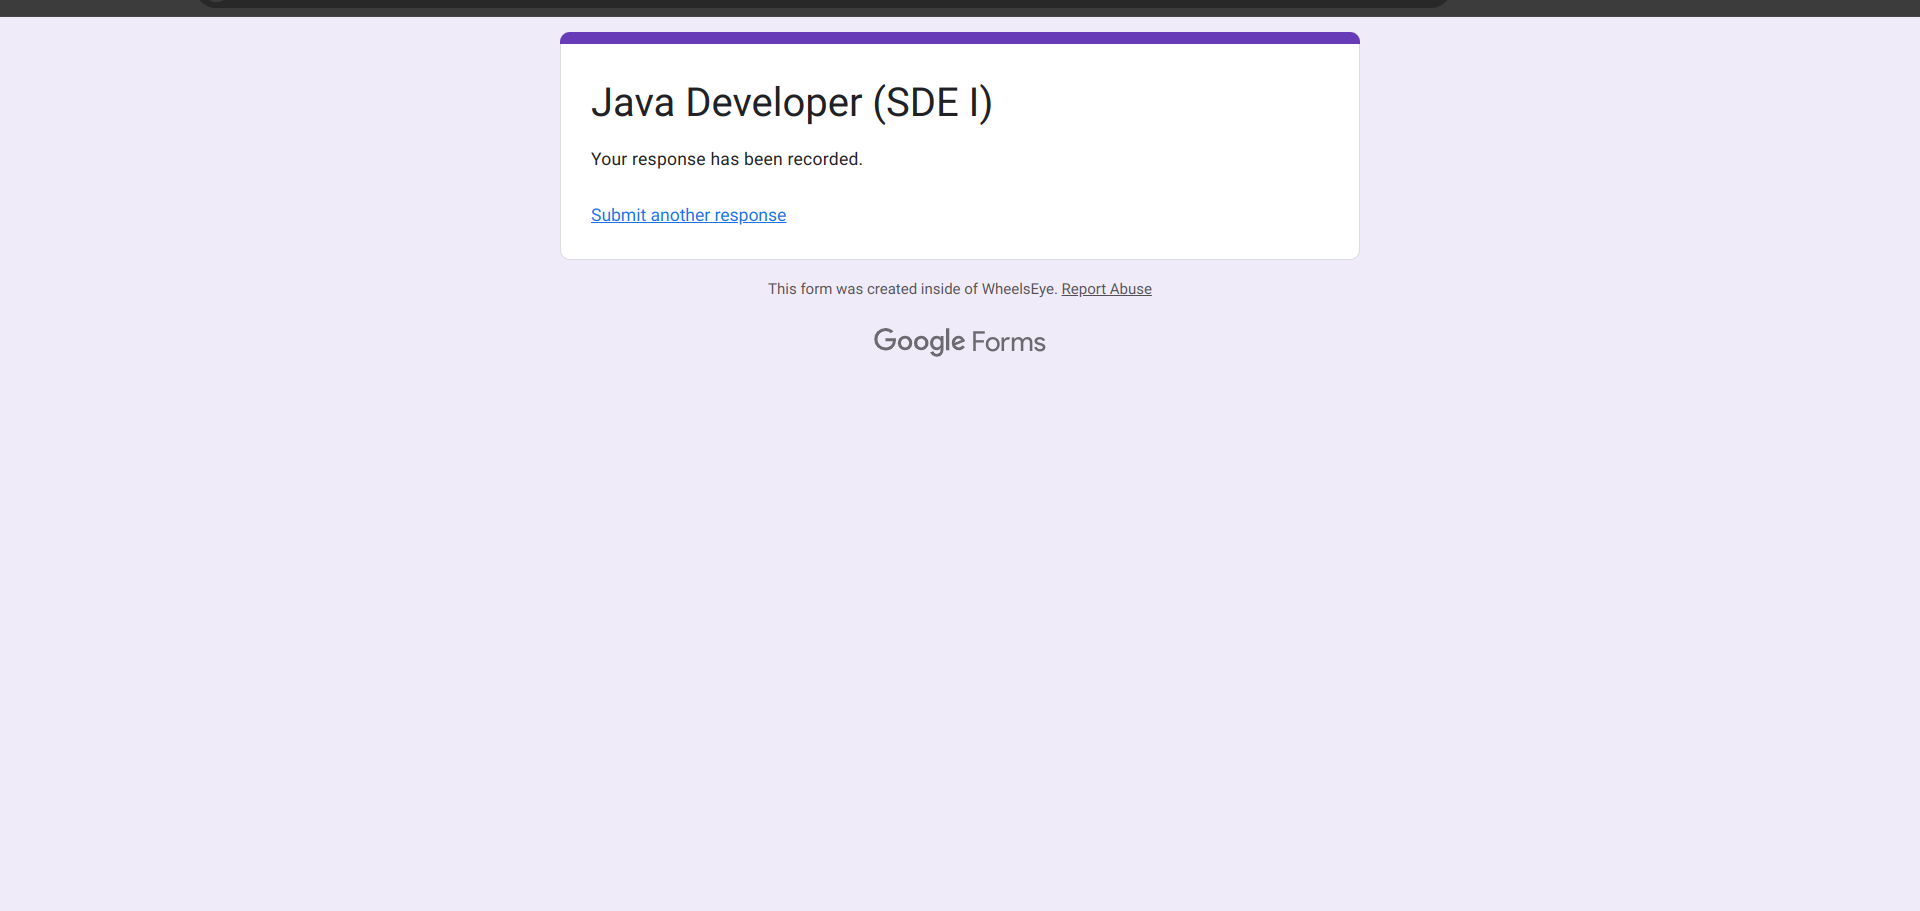 Java Developer (SDE I)
Your response has been recorded.
Submit another response
This form was created inside of WheelsEye. Report Abuse
Google Forms